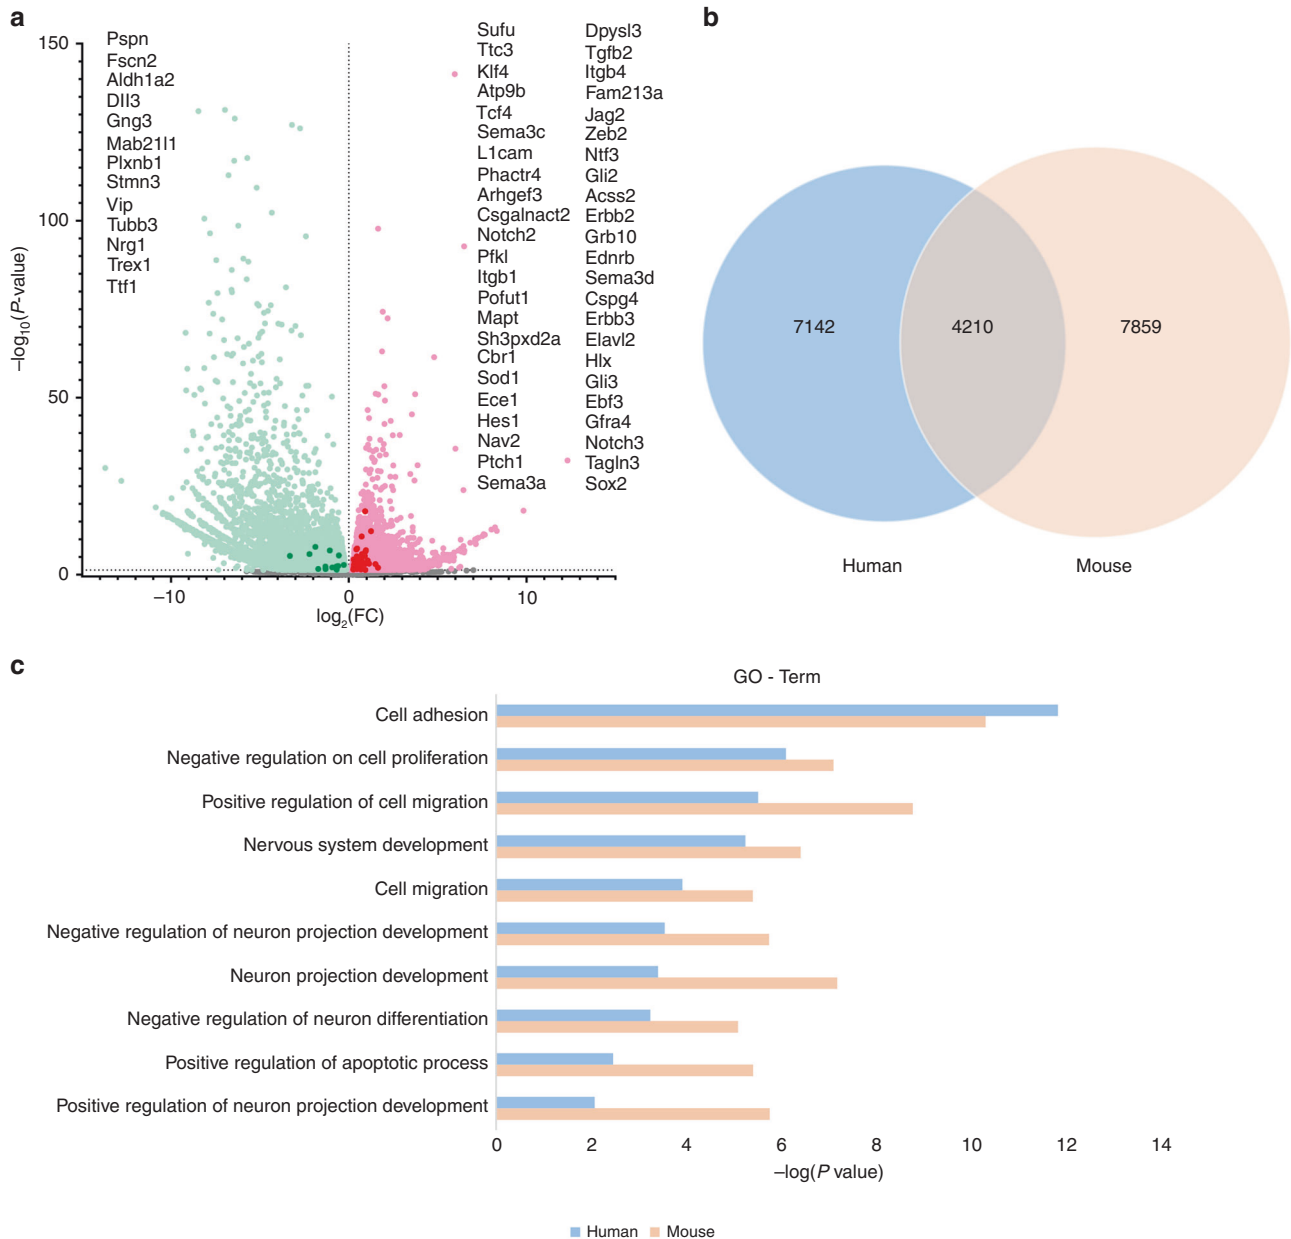 a
150
100
50
0
–log10(P-value)
–10
0
10
log2(FC)
Pspn
Fscn2
Aldh1a2
Dll3
Gng3
Mab21l1
Plxnb1
Stmn3
Vip
Tubb3
Nrg1
Trex1
Ttf1
Sufu
Ttc3
Klf4
Atp9b
Tcf4
Sema3c
L1cam
Phactr4
Arhgef3
Csgalnact2
Notch2
Pfkl
Itgb1
Pofut1
Mapt
Sh3pxd2a
Cbr1
Sod1
Ece1
Hes1
Nav2
Ptch1
Sema3a
Dpysl3
Tgfb2
Itgb4
Fam213a
Jag2
Zeb2
Ntf3
Gli2
Acss2
Erbb2
Grb10
Ednrb
Sema3d
Cspg4
Erbb3
Elavl2
Hlx
Gli3
Ebf3
Gfra4
Notch3
Tagln3
Sox2
b
7142
4210
7859
Human
Mouse
c
GO - Term
Cell adhesion
Negative regulation on cell proliferation
Positive regulation of cell migration
Nervous system development
Cell migration
Negative regulation of neuron projection development
Neuron projection development
Negative regulation of neuron differentiation
Positive regulation of apoptotic process
Positive regulation of neuron projection development
0 2 4 6 8 10 12 14
–log(P value)
Human Mouse